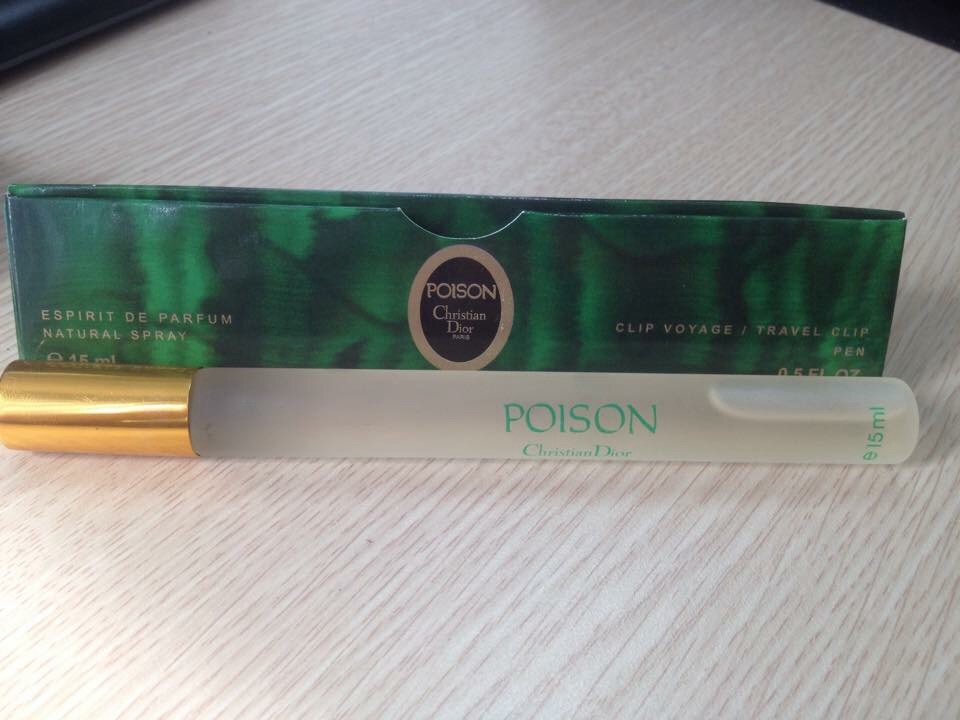 POISON
Christian
Dior
PARIS
ESPIRIT DE PARFUM
NATURAL SPRAY
e 15 ml
CLIP VOYAGE / TRAVEL CLIP
PEN
0.5 FL OZ
POISON
Christian Dior
e 15ml